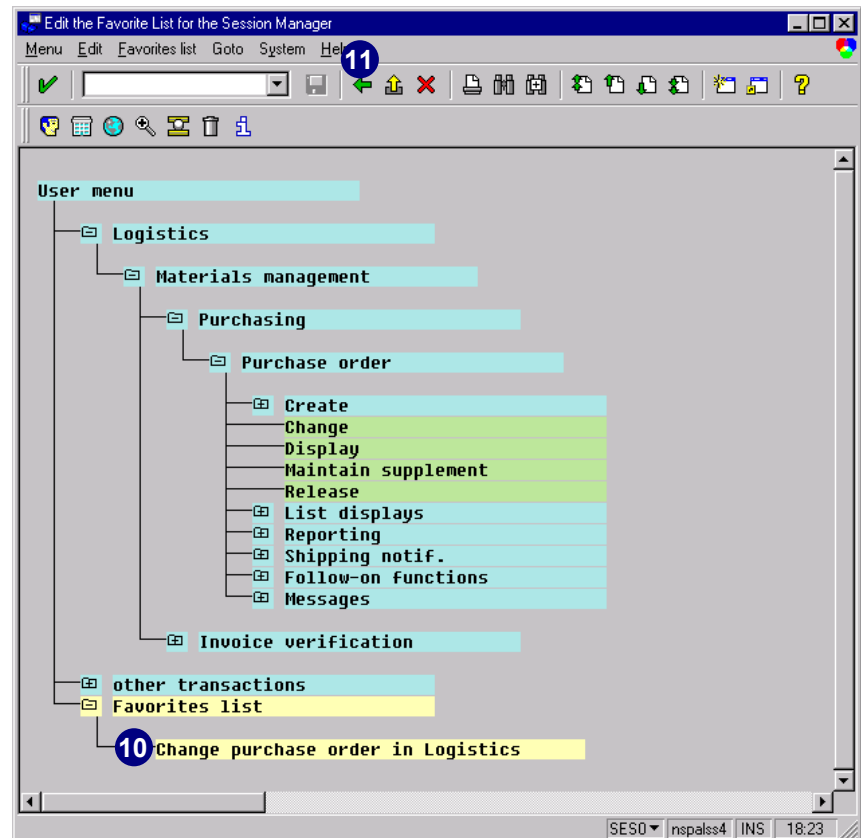 Edit the Favorite List for the Session Manager
Menu Edit Favorites list Goto System Help
11
User menu
Logistics
Materials management
Purchasing
Purchase order
Create
Change
Display
Maintain supplement
Release
List displays
Reporting
Shipping notif.
Follow-on functions
Messages
Invoice verification
other transactions
Favorites list
10 Change purchase order in Logistics
SES0 nspalss4 INS 18:23